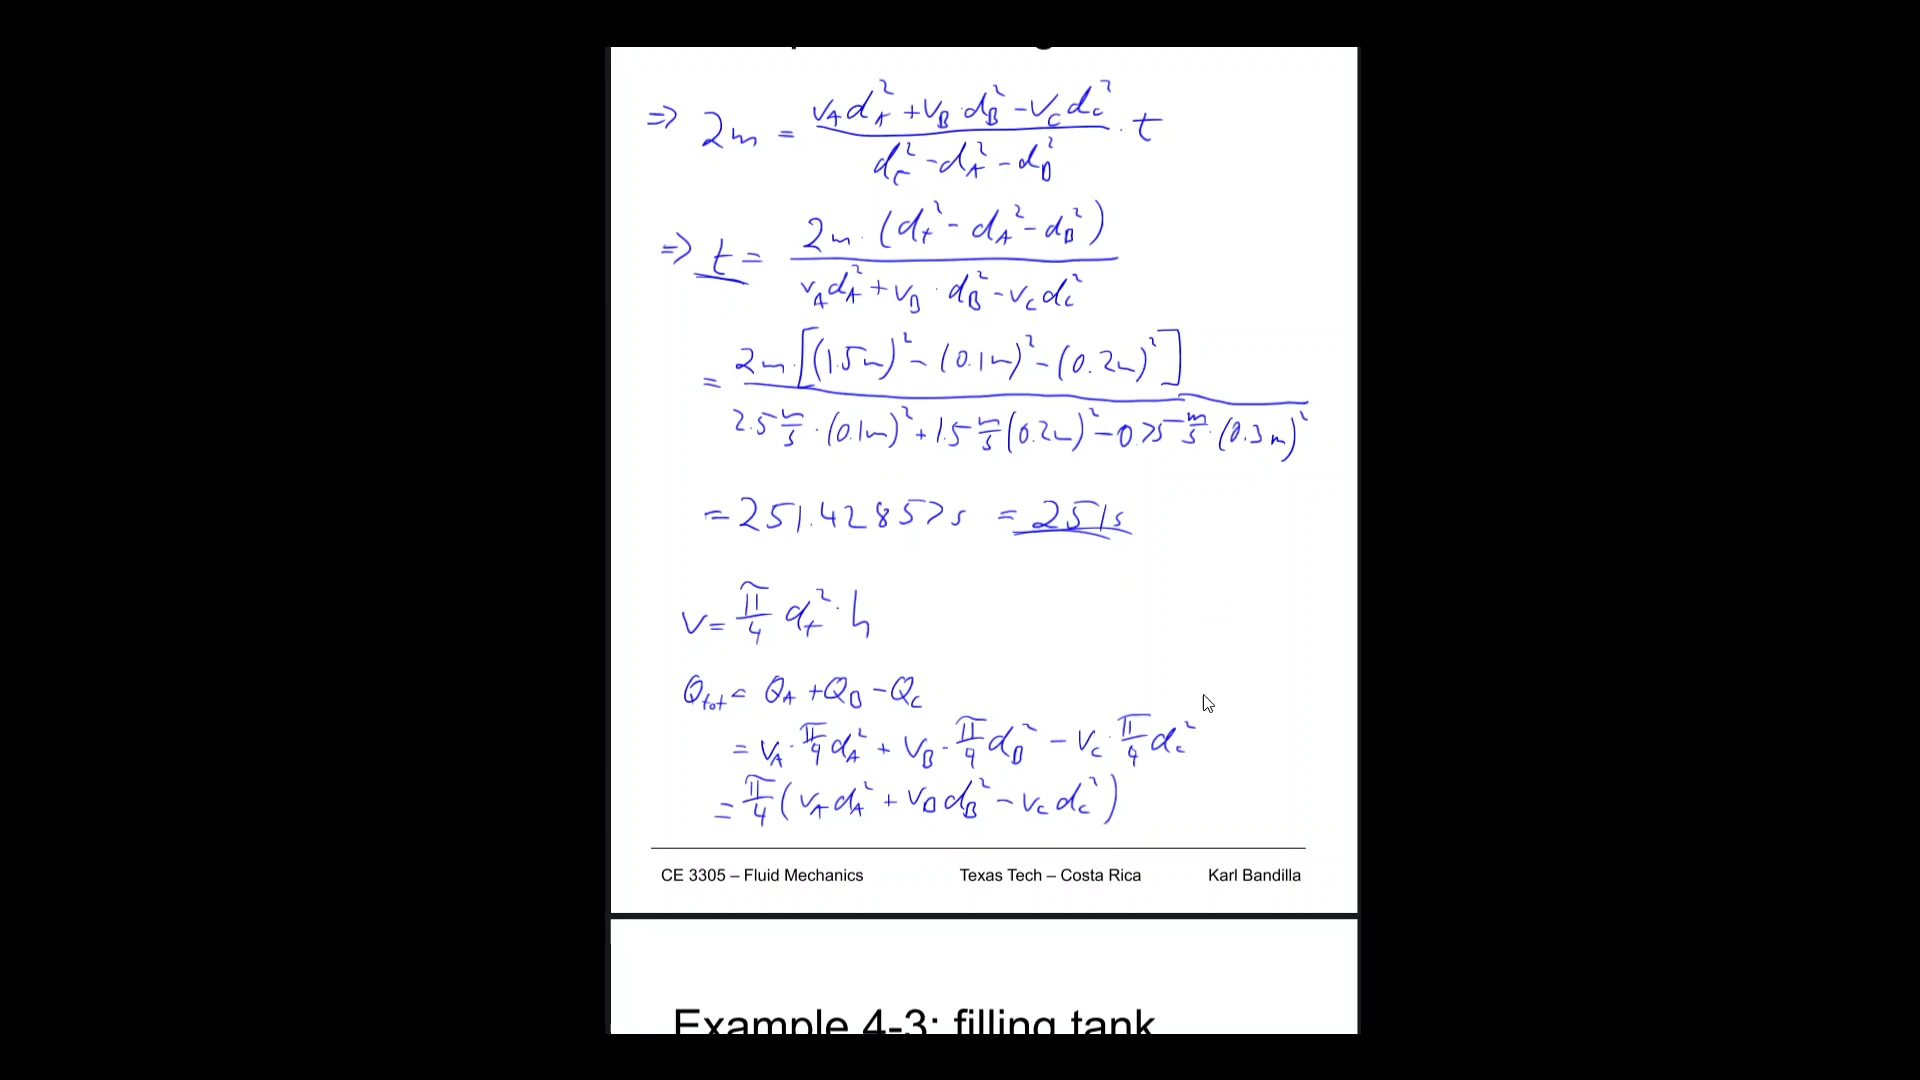 => 2m = (v_A d_A² + v_B · d_B² - v_c d_c²) / (d_t² - d_A² - d_B²) · t
=> t = 2m · (d_t² - d_A² - d_B²) / (v_A d_A² + v_B · d_B² - v_c d_c²)
= 2m · [(1.5m)² - (0.1m)² - (0.2m)²] / (2.5 m/s · (0.1m)² + 1.5 m/s (0.2m)² - 0.75 m/s · (0.3m)²)
= 251.42857s = 251s
V = π/4 d_t² · h
Q_tot = Q_A + Q_B - Q_c
= v_A · π/4 d_A² + v_B · π/4 d_B² - v_c · π/4 d_c²
= π/4 (v_A d_A² + v_B d_B² - v_c d_c²)
CE 3305 – Fluid Mechanics Texas Tech – Costa Rica Karl Bandilla
Example 4-3: filling tank